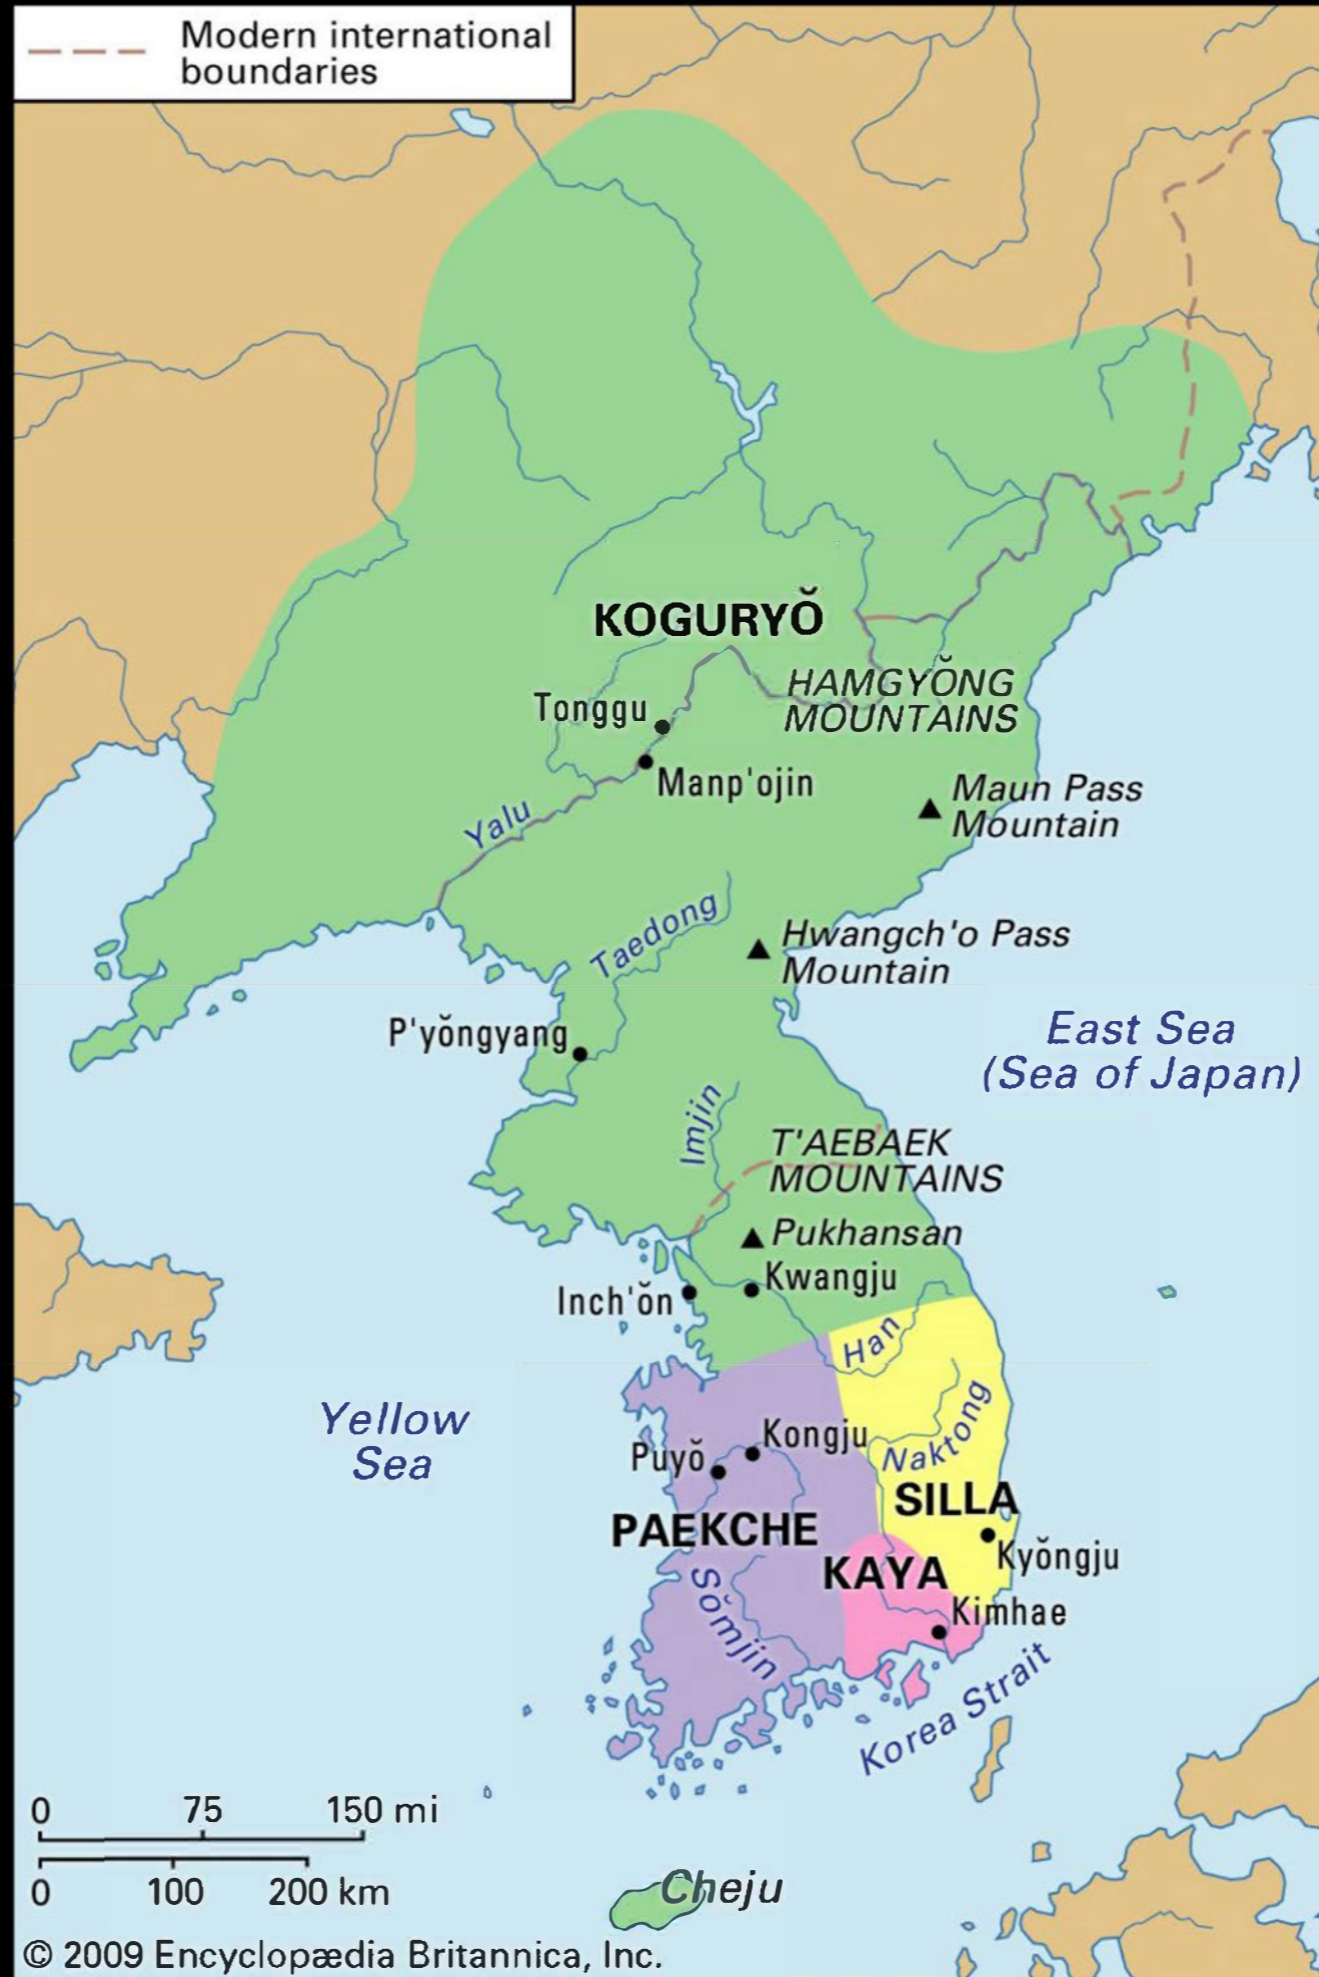 Modern international
boundaries
KOGURYŎ
HAMGYŎNG
MOUNTAINS
Tonggu
Manp'ojin
Maun Pass
Mountain
Yalu
Taedong
Hwangch'o Pass
Mountain
P'yŏngyang
East Sea
(Sea of Japan)
Imjin
T'AEBAEK
MOUNTAINS
Pukhansan
Kwangju
Inch'ŏn
Han
Yellow
Sea
Naktong
Kongju
Puyŏ
SILLA
PAEKCHE
Kyŏngju
KAYA
Sŏmjin
Kimhae
Korea Strait
0 75 150 mi
0 100 200 km
Cheju
© 2009 Encyclopædia Britannica, Inc.